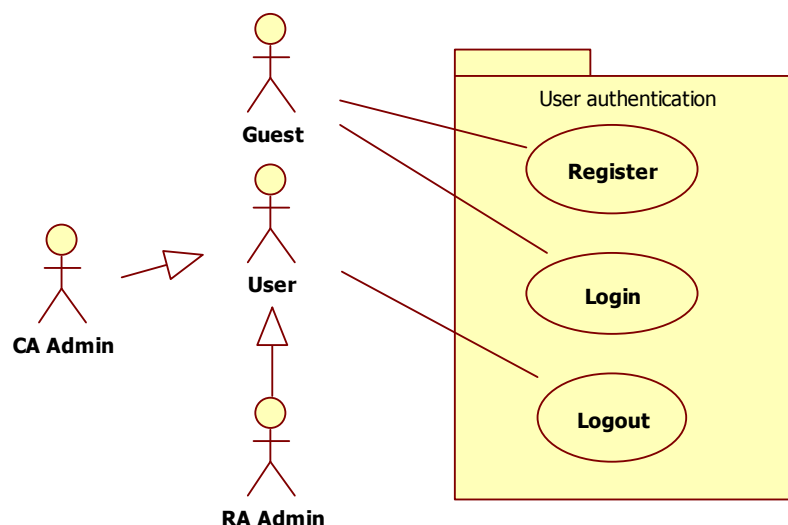 Guest
User authentication
Register
User
CA Admin
Login
Logout
RA Admin